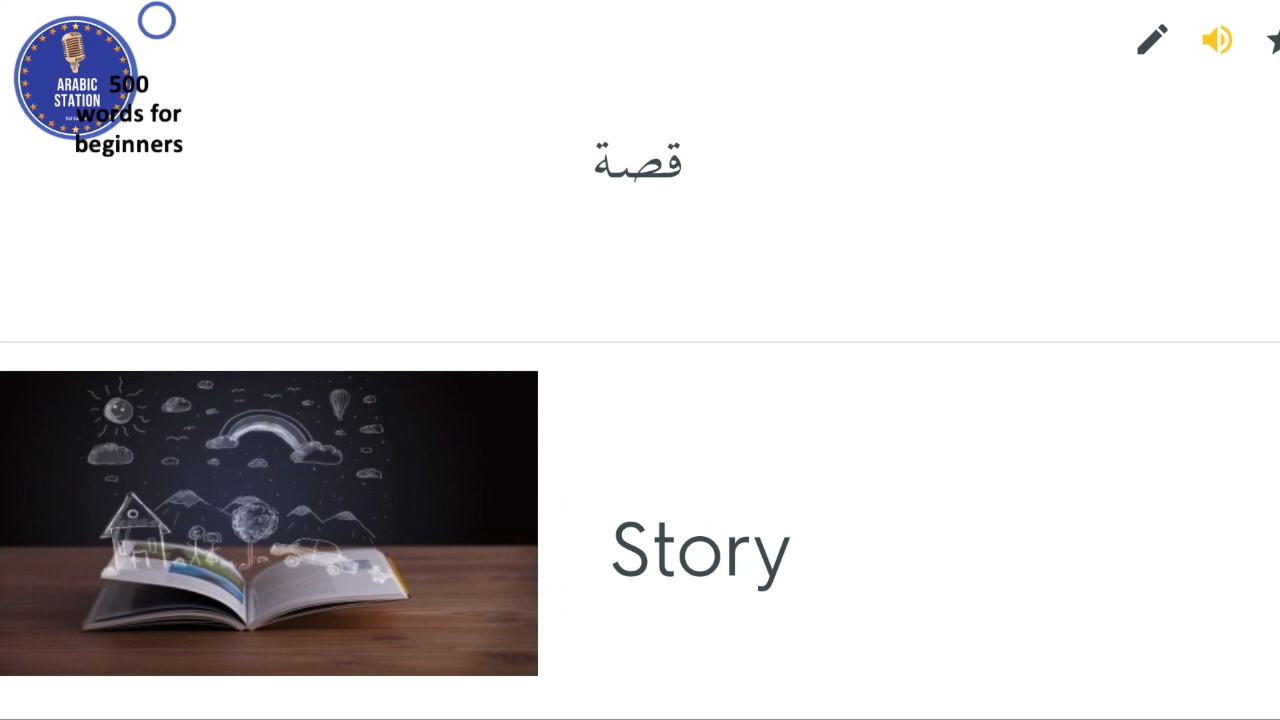 ARABIC
STATION
500
words for
beginners
قصة
Story